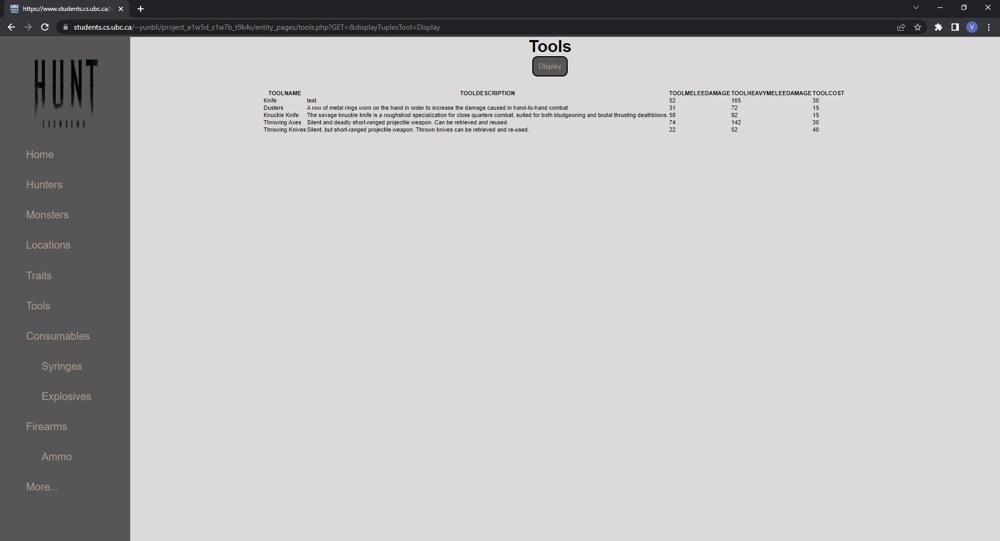 UBC
https://www.students.cs.ubc.ca/~
students.cs.ubc.ca/~yunbli/project_e1w5d_s1w7b_t9k4s/entity_pages/tools.php?GET=&displayTuplesTool=Display
V
HUNT
SHOWDOWN
Home
Hunters
Monsters
Locations
Traits
Tools
Consumables
Syringes
Explosives
Firearms
Ammo
More...
Tools
Display
TOOLNAME TOOLDESCRIPTION TOOLMELEEDAMAGE TOOLHEAVYMELEEDAMAGE TOOLCOST
Knife test 52 105 30
Dusters A row of metal rings worn on the hand in order to increase the damage caused in hand-to-hand combat. 31 72 15
Knuckle Knife The savage knuckle knife is a roughshod specialization for close quarters combat, suited for both bludgeoning and brutal thrusting deathblows. 58 92 15
Throwing Axes Silent and deadly short-ranged projectile weapon. Can be retrieved and reused. 74 142 30
Throwing Knives Silent, but short-ranged projectile weapon. Thrown knives can be retrieved and re-used. 22 52 40